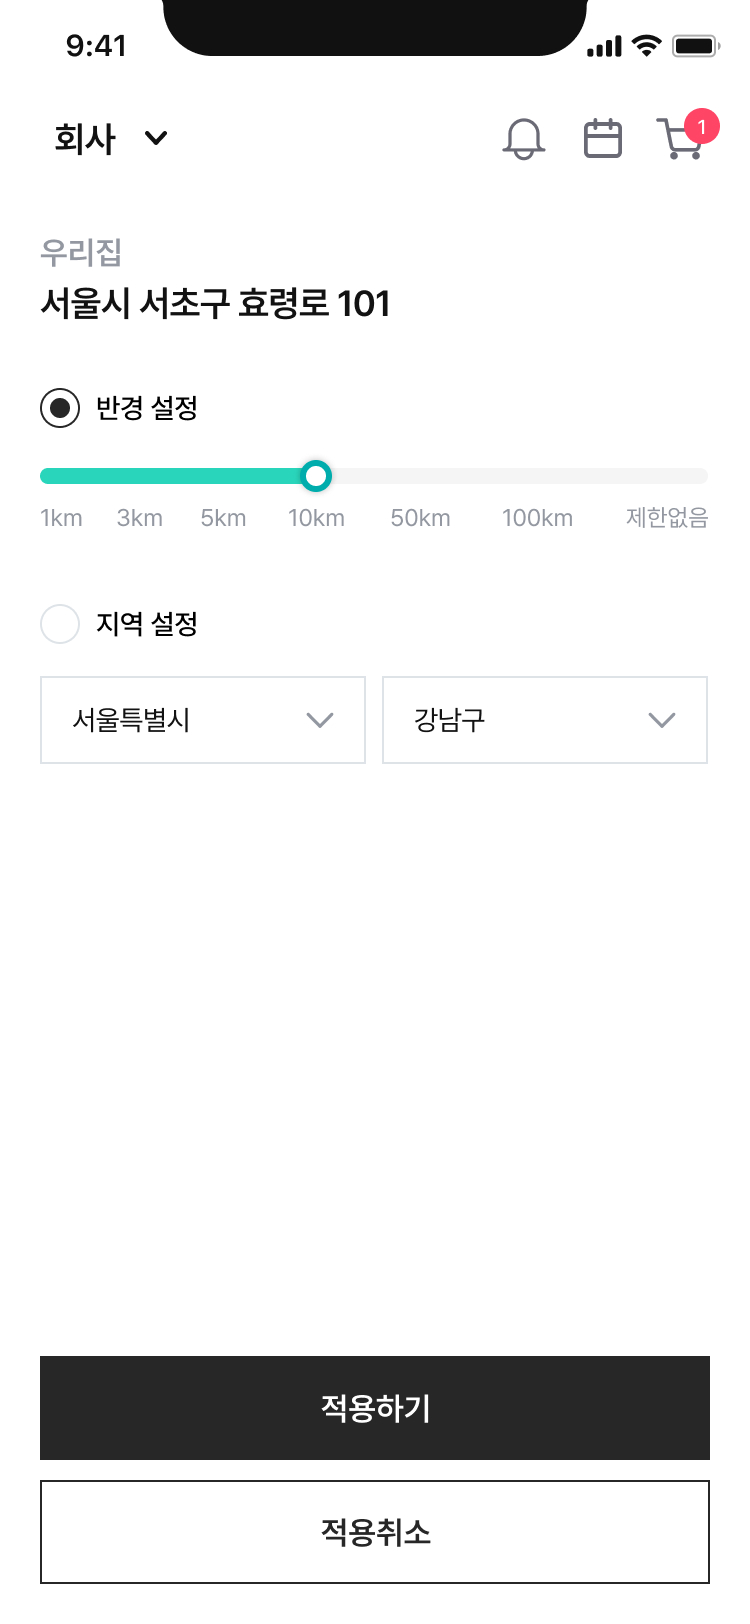 9:41
회사
1
우리집
서울시 서초구 효령로 101
반경 설정
1km 3km 5km 10km 50km 100km 제한없음
지역 설정
서울특별시 강남구
적용하기
적용취소